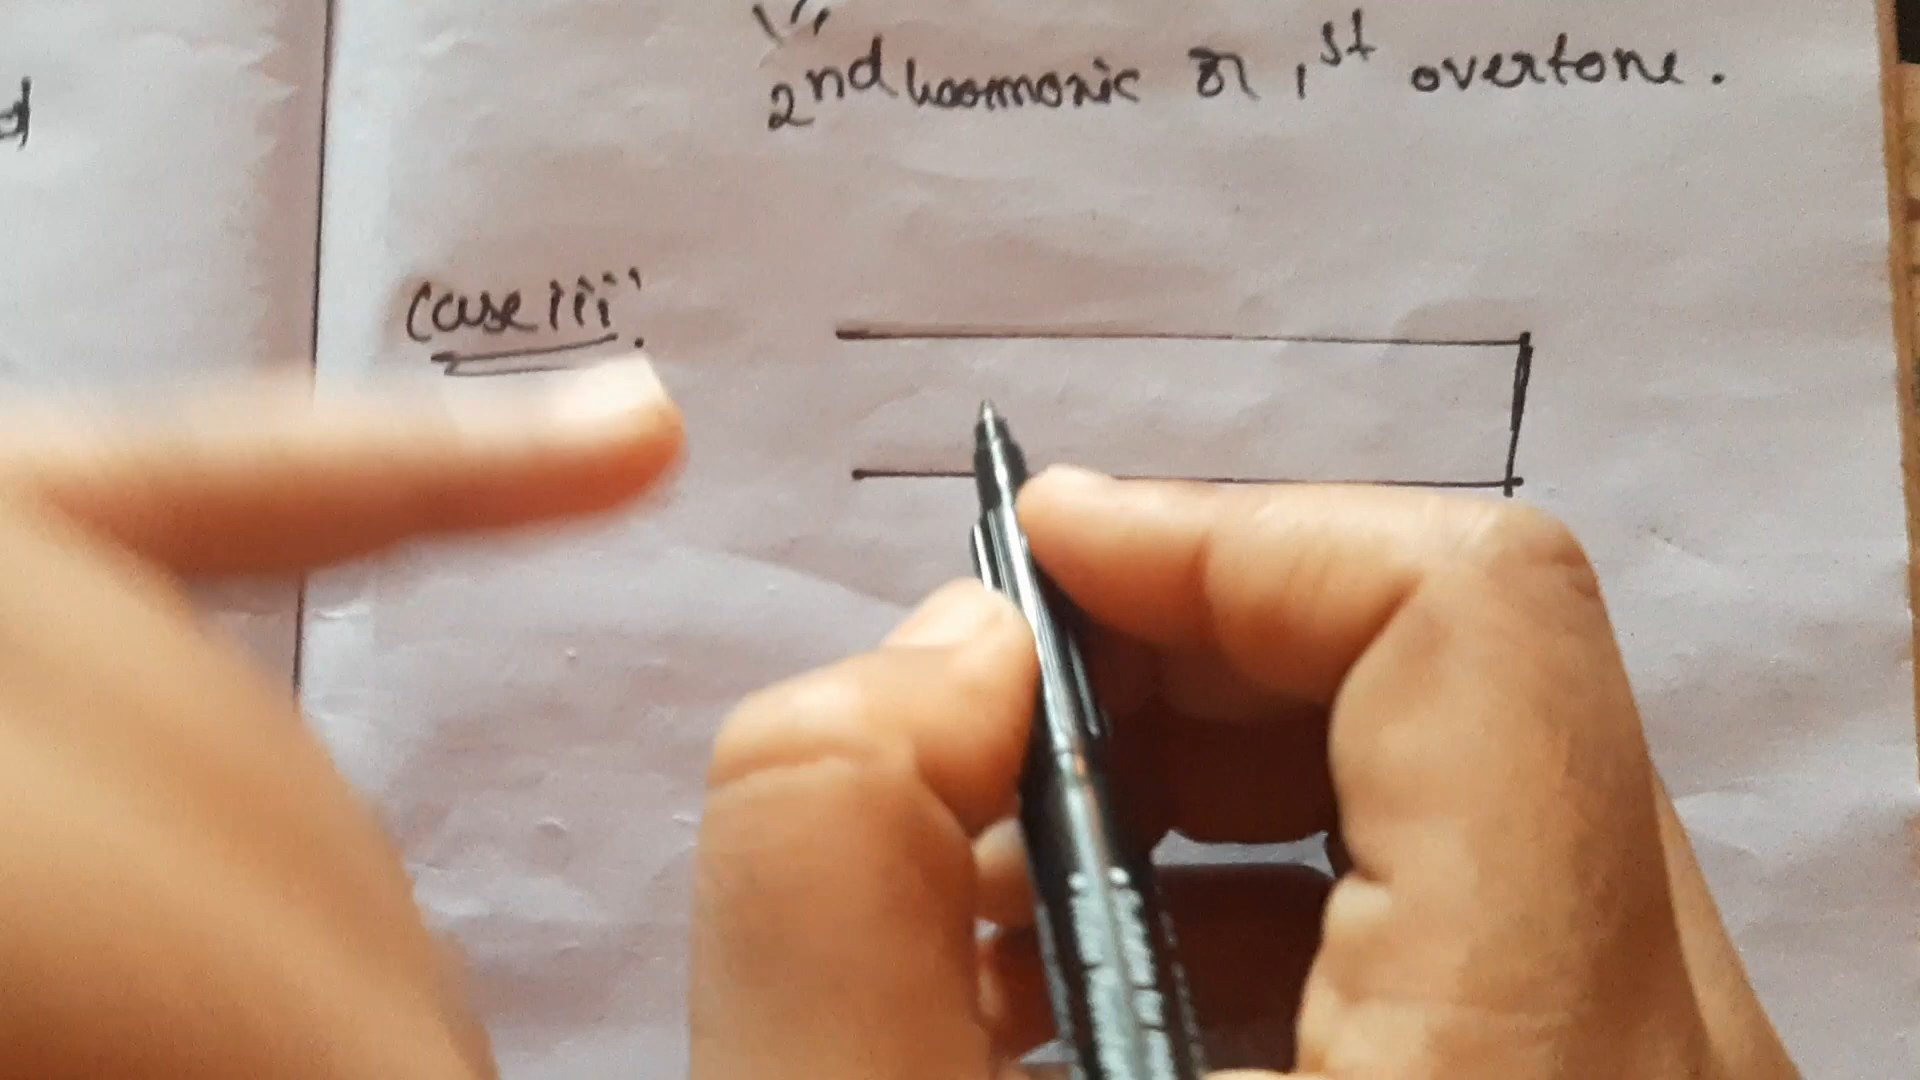 2nd harmonic or 1st overtone.
Case iii